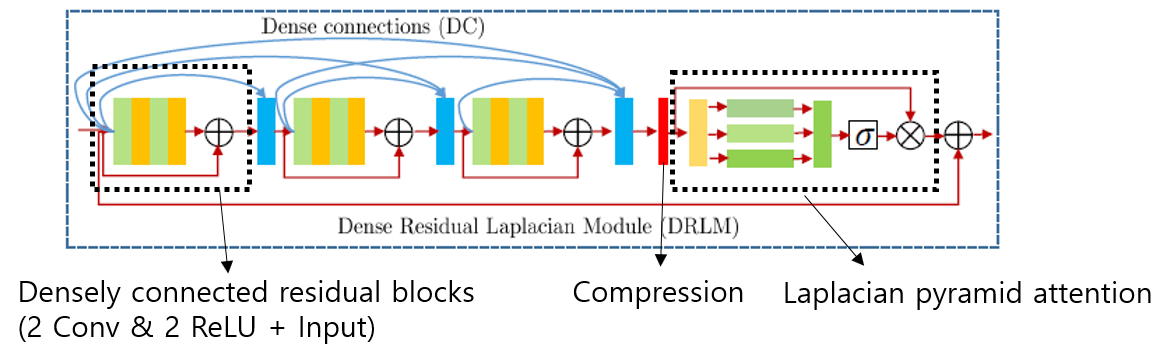 Dense connections (DC)
σ
Dense Residual Laplacian Module (DRLM)
Densely connected residual blocks
(2 Conv & 2 ReLU + Input)
Compression
Laplacian pyramid attention